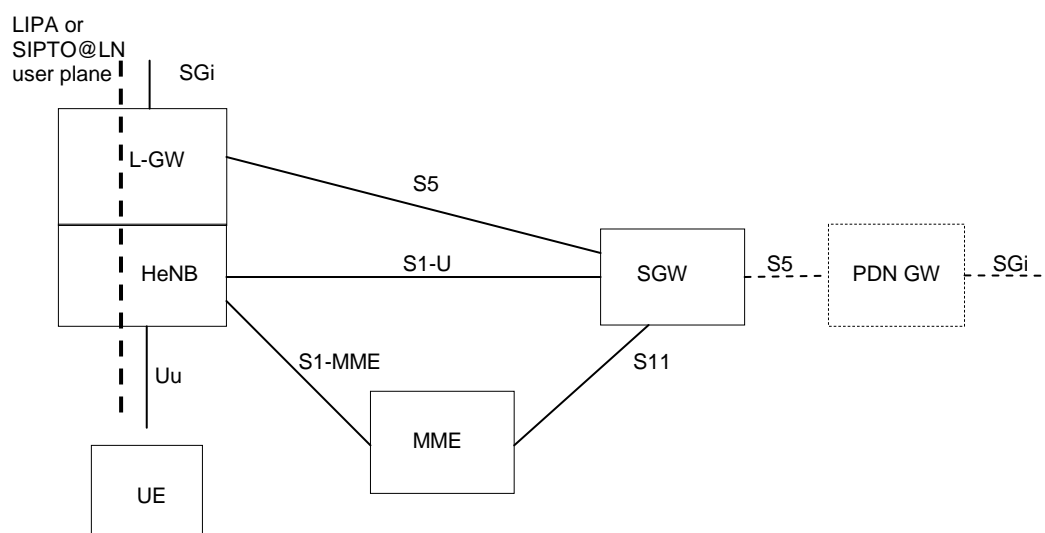 LIPA or
SIPTO@LN
user plane
SGi
L-GW
S5
HeNB
S1-U
SGW
S5
PDN GW
SGi
Uu
S1-MME
S11
MME
UE